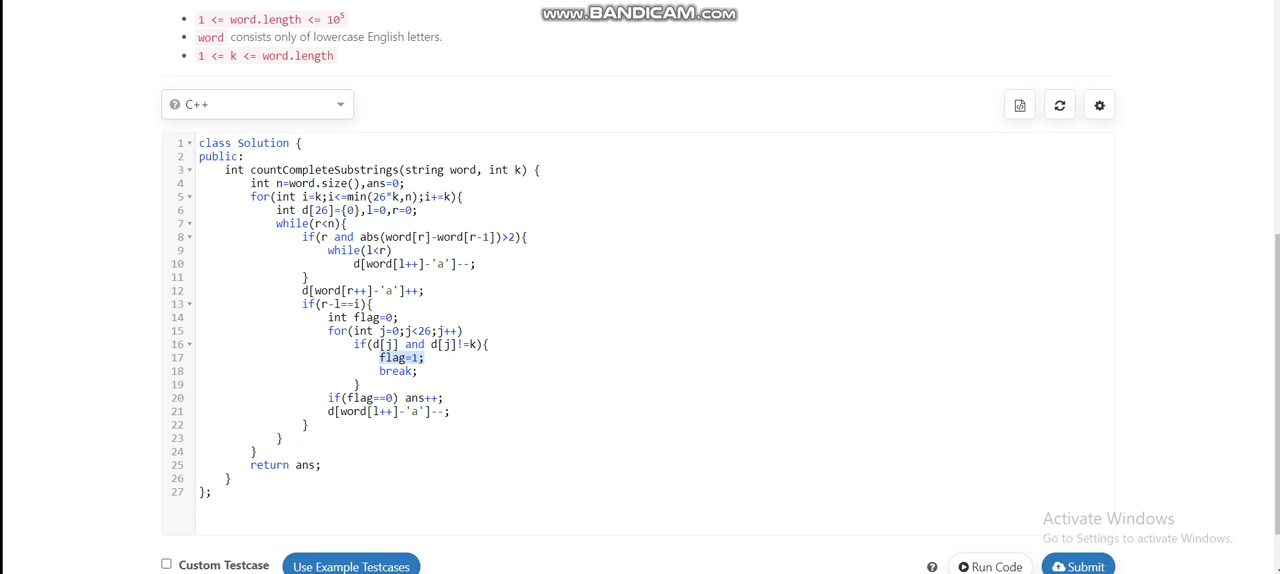 www.BANDICAM.com
1 <= word.length <= 10⁵
word consists only of lowercase English letters.
1 <= k <= word.length
C++
1 class Solution {
2 public:
3 int countCompleteSubstrings(string word, int k) {
4 int n=word.size(),ans=0;
5 for(int i=k;i<=min(26*k,n);i+=k){
6 int d[26]={0},l=0,r=0;
7 while(r<n){
8 if(r and abs(word[r]-word[r-1])>2){
9 while(l<r)
10 d[word[l++]-'a']--;
11 }
12 d[word[r++]-'a']++;
13 if(r-l==i){
14 int flag=0;
15 for(int j=0;j<26;j++)
16 if(d[j] and d[j]!=k){
17 flag=1;
18 break;
19 }
20 if(flag==0) ans++;
21 d[word[l++]-'a']--;
22 }
23 }
24 }
25 return ans;
26 }
27 };
Activate Windows
Go to Settings to activate Windows.
Custom Testcase Use Example Testcases Run Code Submit